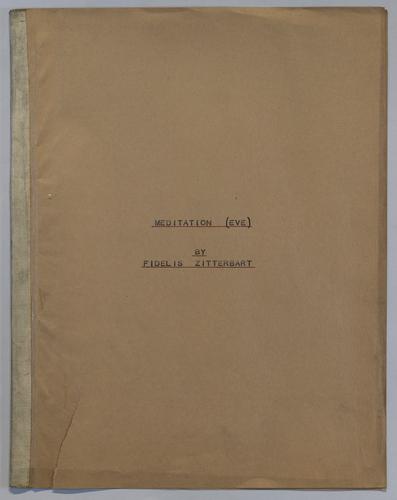 MEDITATION (EVE)
BY
FIDELIS ZITTERBART